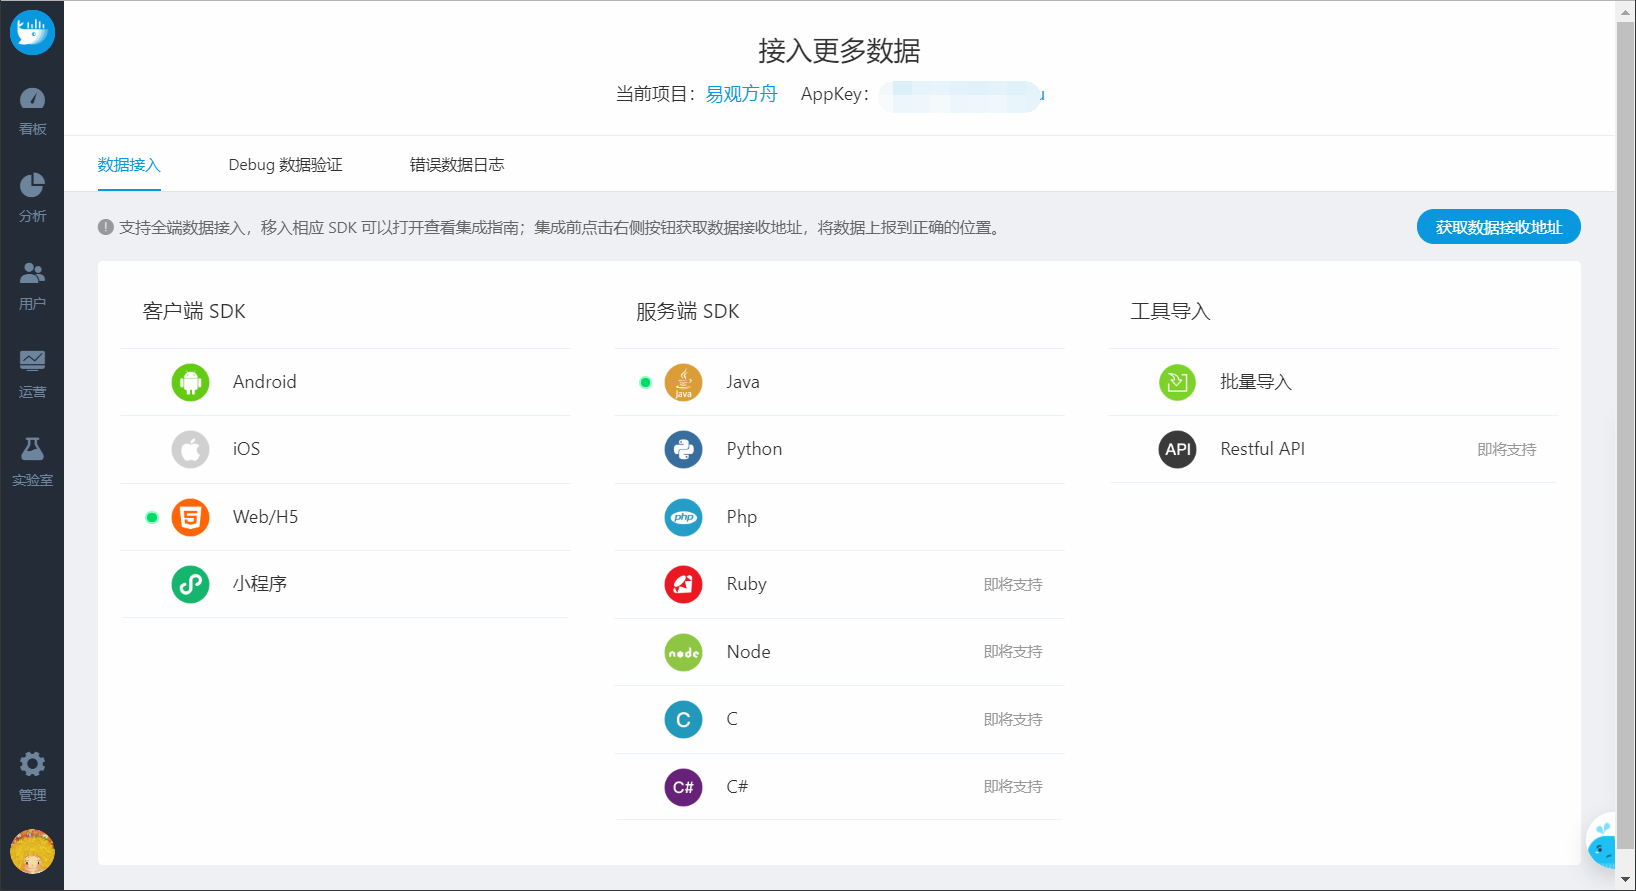 接入更多数据
当前项目：易观方舟 AppKey：
看板
分析
用户
运营
实验室
管理
数据接入 Debug 数据验证 错误数据日志
支持全端数据接入，移入相应 SDK 可以打开查看集成指南；集成前点击右侧按钮获取数据接收地址，将数据上报到正确的位置。
获取数据接收地址
客户端 SDK
Android
iOS
Web/H5
小程序
服务端 SDK
Java Java
Python
php Php
Ruby 即将支持
node Node 即将支持
C C 即将支持
C# C# 即将支持
工具导入
批量导入
API Restful API 即将支持